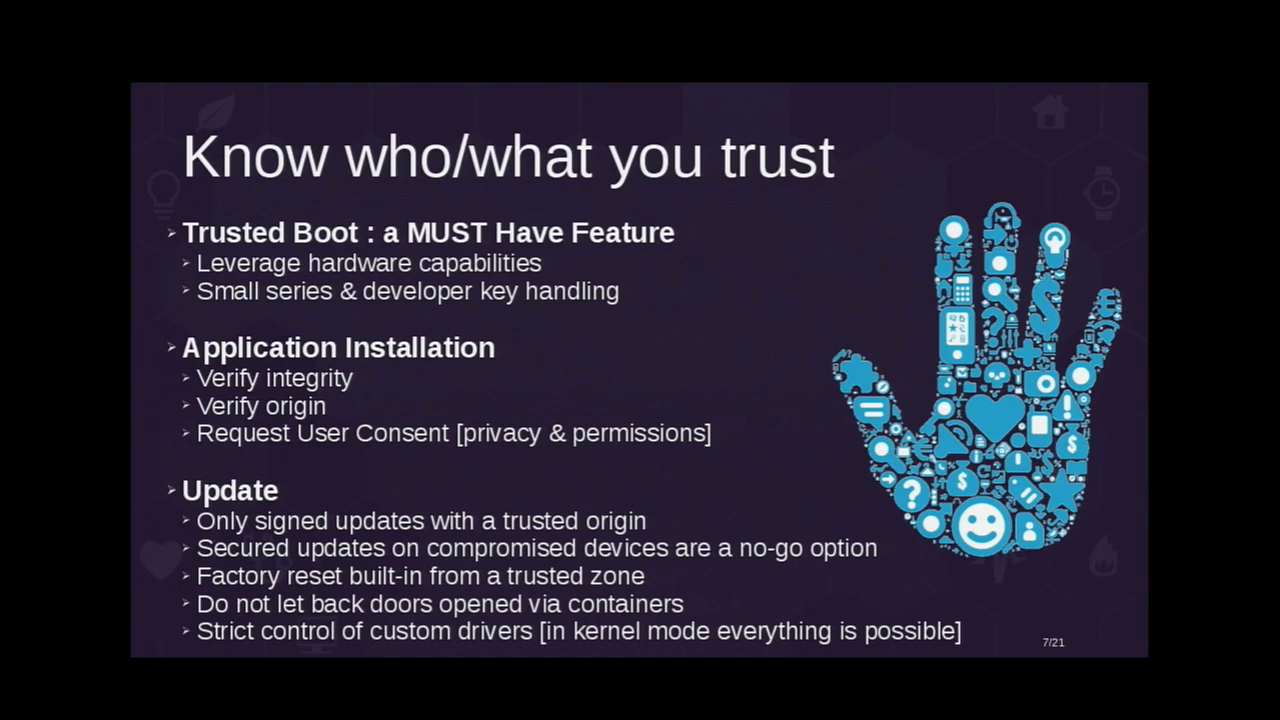 Know who/what you trust
Trusted Boot : a MUST Have Feature
Leverage hardware capabilities
Small series & developer key handling
Application Installation
Verify integrity
Verify origin
Request User Consent [privacy & permissions]
Update
Only signed updates with a trusted origin
Secured updates on compromised devices are a no-go option
Factory reset built-in from a trusted zone
Do not let back doors opened via containers
Strict control of custom drivers [in kernel mode everything is possible]
7/21